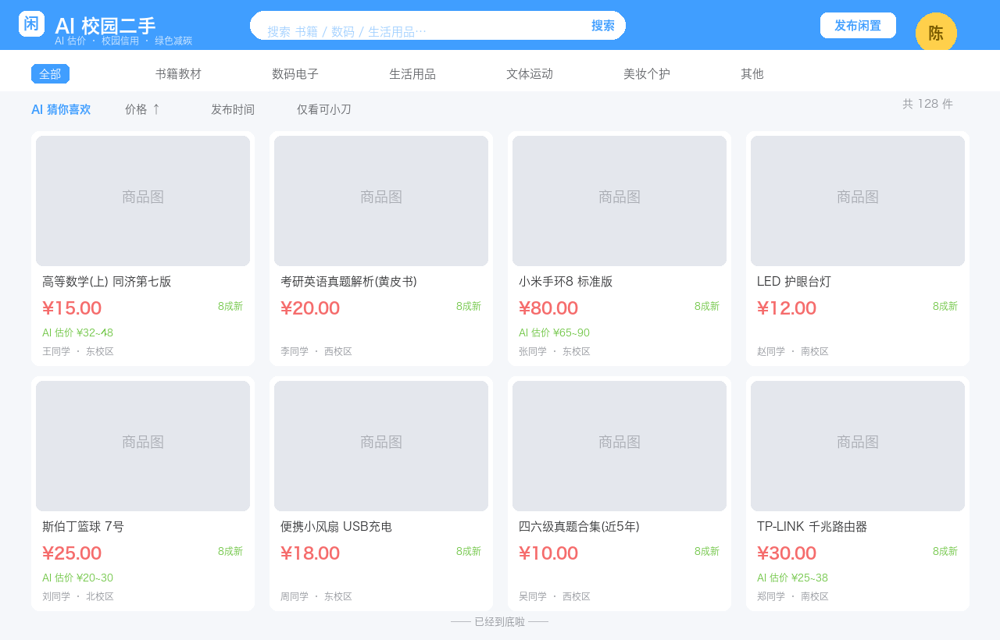 闲
AI 校园二手
AI 估价 · 校园信用 · 绿色减碳
搜索 书籍 / 数码 / 生活用品…
搜索
发布闲置
陈
全部 书籍教材 数码电子 生活用品 文体运动 美妆个护 其他
AI 猜你喜欢 价格 ↑ 发布时间 仅看可小刀
共 128 件
商品图 商品图 商品图 商品图
高等数学(上) 同济第七版 考研英语真题解析(黄皮书) 小米手环8 标准版 LED 护眼台灯
¥15.00 8成新 ¥20.00 8成新 ¥80.00 8成新 ¥12.00 8成新
AI 估价 ¥32~48 AI 估价 ¥65~90
王同学 · 东校区 李同学 · 西校区 张同学 · 东校区 赵同学 · 南校区
商品图 商品图 商品图 商品图
斯伯丁篮球 7号 便携小风扇 USB充电 四六级真题合集(近5年) TP-LINK 千兆路由器
¥25.00 8成新 ¥18.00 8成新 ¥10.00 8成新 ¥30.00 8成新
AI 估价 ¥20~30 AI 估价 ¥25~38
刘同学 · 北校区 周同学 · 东校区 吴同学 · 西校区 郑同学 · 南校区
—— 已经到底啦 ——